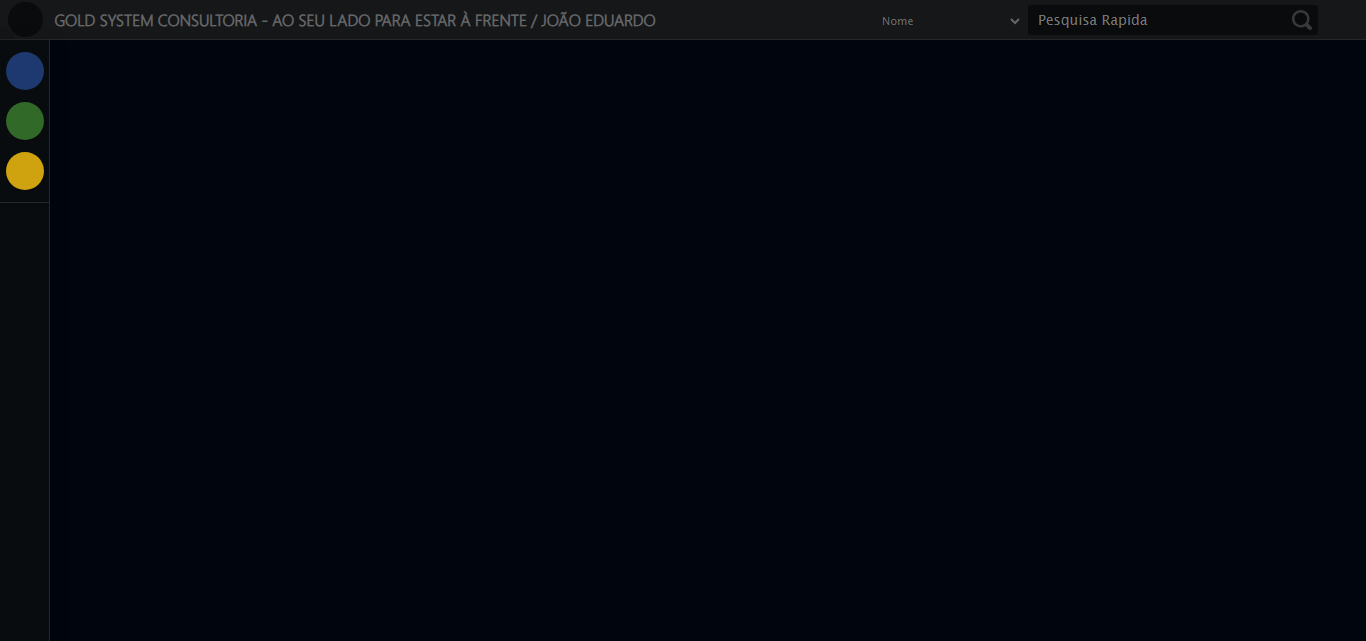 GOLD SYSTEM CONSULTORIA - AO SEU LADO PARA ESTAR À FRENTE / JOÃO EDUARDO
Nome
Pesquisa Rapida